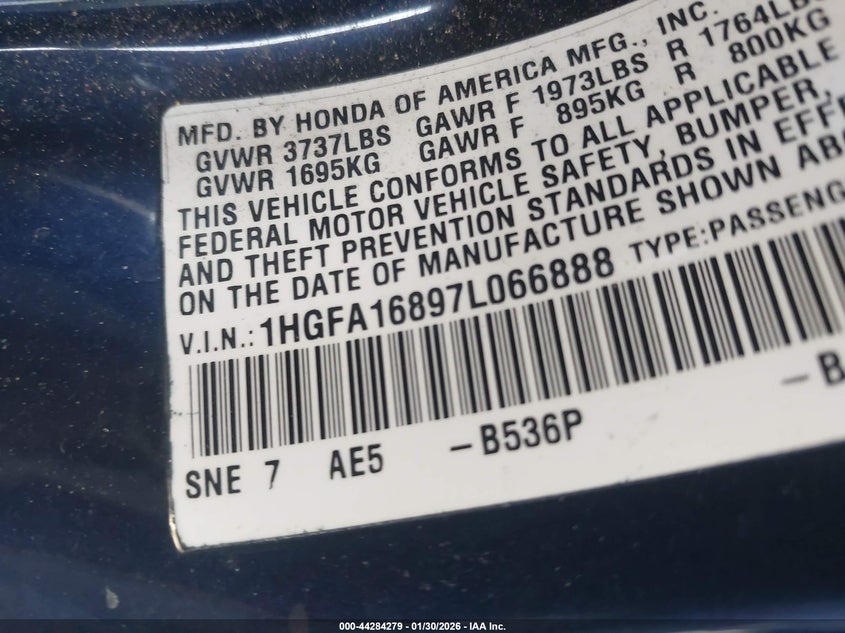 MFD. BY HONDA OF AMERICA MFG., INC.
GVWR 3737LBS GAWR F 1973LBS R 1764LBS
GVWR 1695KG GAWR F 895KG R 800KG
THIS VEHICLE CONFORMS TO ALL APPLICABLE
FEDERAL MOTOR VEHICLE SAFETY, BUMPER,
AND THEFT PREVENTION STANDARDS IN EFF
ON THE DATE OF MANUFACTURE SHOWN ABO
V.I.N.: 1HGFA16897L066888 TYPE:PASSENG
SNE 7 AE5 -B536P -B
000-44284279 - 01/30/2026 - IAA Inc.